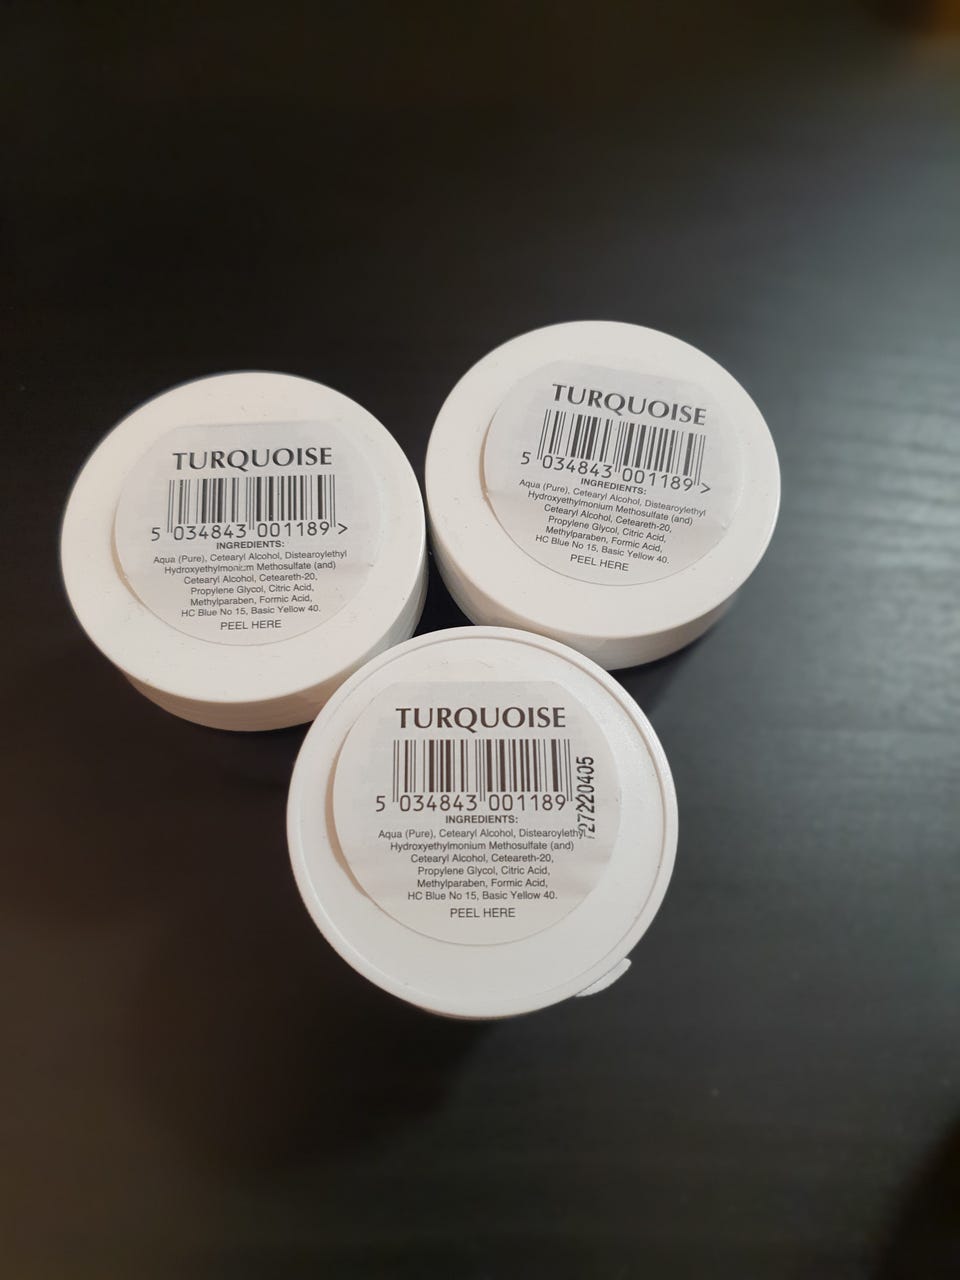 TURQUOISE
5 034843 001189 >
INGREDIENTS:
Aqua (Pure), Cetearyl Alcohol, Distearoylethyl
Hydroxyethylmonium Methosulfate (and)
Cetearyl Alcohol, Ceteareth-20,
Propylene Glycol, Citric Acid,
Methylparaben, Formic Acid,
HC Blue No 15, Basic Yellow 40.
PEEL HERE
TURQUOISE
5 034843 001189 >
INGREDIENTS:
Aqua (Pure), Cetearyl Alcohol, Distearoylethyl
Hydroxyethylmonium Methosulfate (and)
Cetearyl Alcohol, Ceteareth-20,
Propylene Glycol, Citric Acid,
Methylparaben, Formic Acid,
HC Blue No 15, Basic Yellow 40.
PEEL HERE
TURQUOISE
5 034843 001189
INGREDIENTS:
Aqua (Pure), Cetearyl Alcohol, Distearoylethyl
Hydroxyethylmonium Methosulfate (and)
Cetearyl Alcohol, Ceteareth-20,
Propylene Glycol, Citric Acid,
Methylparaben, Formic Acid,
HC Blue No 15, Basic Yellow 40.
PEEL HERE